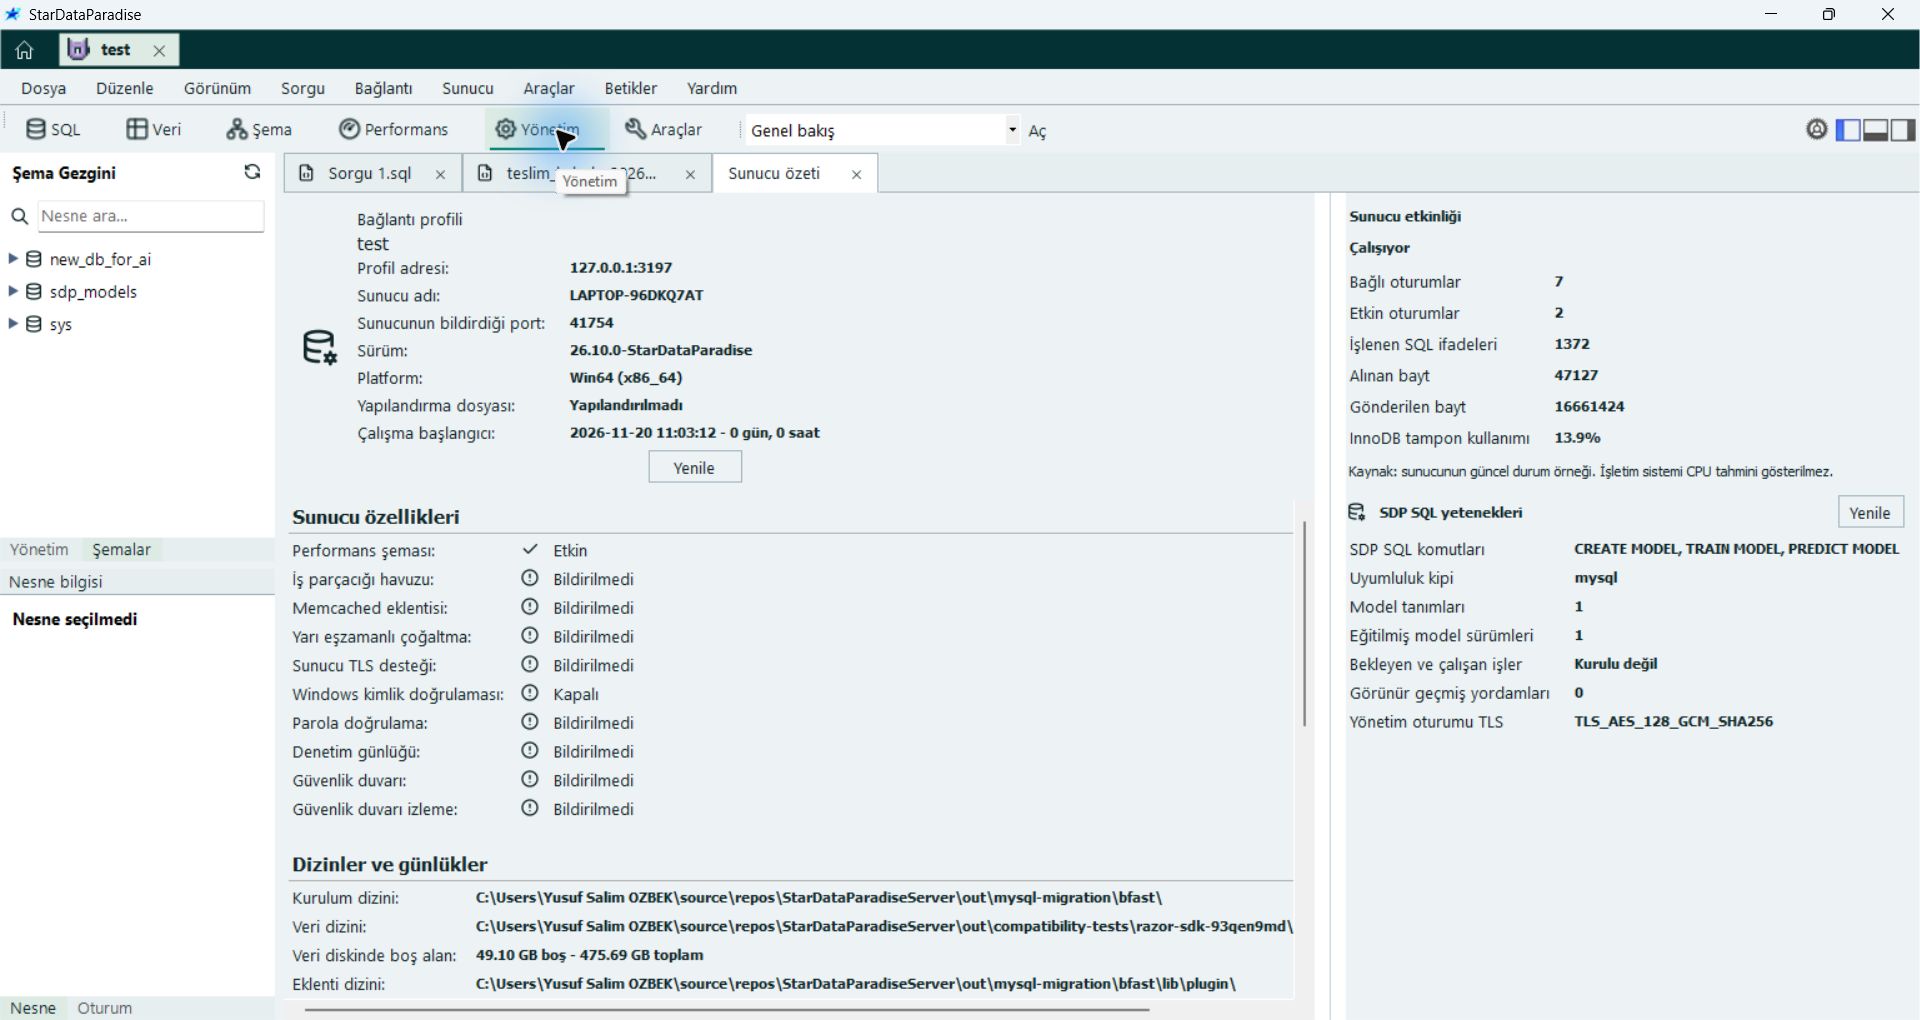 StarDataParadise
test
Dosya Düzenle Görünüm Sorgu Bağlantı Sunucu Araçlar Betikler Yardım
SQL Veri Şema Performans Yönetim Araçlar Genel bakış Aç
Şema Gezgini
Nesne ara...
new_db_for_ai
sdp_models
sys
Yönetim Şemalar
Nesne bilgisi
Nesne seçilmedi
Nesne Oturum
Sorgu 1.sql teslim_ 26... Sunucu özeti
Yönetim
Bağlantı profili
test
Profil adresi: 127.0.0.1:3197
Sunucu adı: LAPTOP-96DKQ7AT
Sunucunun bildirdiği port: 41754
Sürüm: 26.10.0-StarDataParadise
Platform: Win64 (x86_64)
Yapılandırma dosyası: Yapılandırılmadı
Çalışma başlangıcı: 2026-11-20 11:03:12 - 0 gün, 0 saat
Yenile
Sunucu özellikleri
Performans şeması: Etkin
İş parçacığı havuzu: Bildirilmedi
Memcached eklentisi: Bildirilmedi
Yarı eşzamanlı çoğaltma: Bildirilmedi
Sunucu TLS desteği: Bildirilmedi
Windows kimlik doğrulaması: Kapalı
Parola doğrulama: Bildirilmedi
Denetim günlüğü: Bildirilmedi
Güvenlik duvarı: Bildirilmedi
Güvenlik duvarı izleme: Bildirilmedi
Dizinler ve günlükler
Kurulum dizini: C:\Users\Yusuf Salim OZBEK\source\repos\StarDataParadiseServer\out\mysql-migration\bfast\
Veri dizini: C:\Users\Yusuf Salim OZBEK\source\repos\StarDataParadiseServer\out\compatibility-tests\razor-sdk-93qen9md\
Veri diskinde boş alan: 49.10 GB boş - 475.69 GB toplam
Eklenti dizini: C:\Users\Yusuf Salim OZBEK\source\repos\StarDataParadiseServer\out\mysql-migration\bfast\lib\plugin\
Sunucu etkinliği
Çalışıyor
Bağlı oturumlar 7
Etkin oturumlar 2
İşlenen SQL ifadeleri 1372
Alınan bayt 47127
Gönderilen bayt 16661424
InnoDB tampon kullanımı 13.9%
Kaynak: sunucunun güncel durum örneği. İşletim sistemi CPU tahmini gösterilmez.
SDP SQL yetenekleri Yenile
SDP SQL komutları CREATE MODEL, TRAIN MODEL, PREDICT MODEL
Uyumluluk kipi mysql
Model tanımları 1
Eğitilmiş model sürümleri 1
Bekleyen ve çalışan işler Kurulu değil
Görünür geçmiş yordamları 0
Yönetim oturumu TLS TLS_AES_128_GCM_SHA256